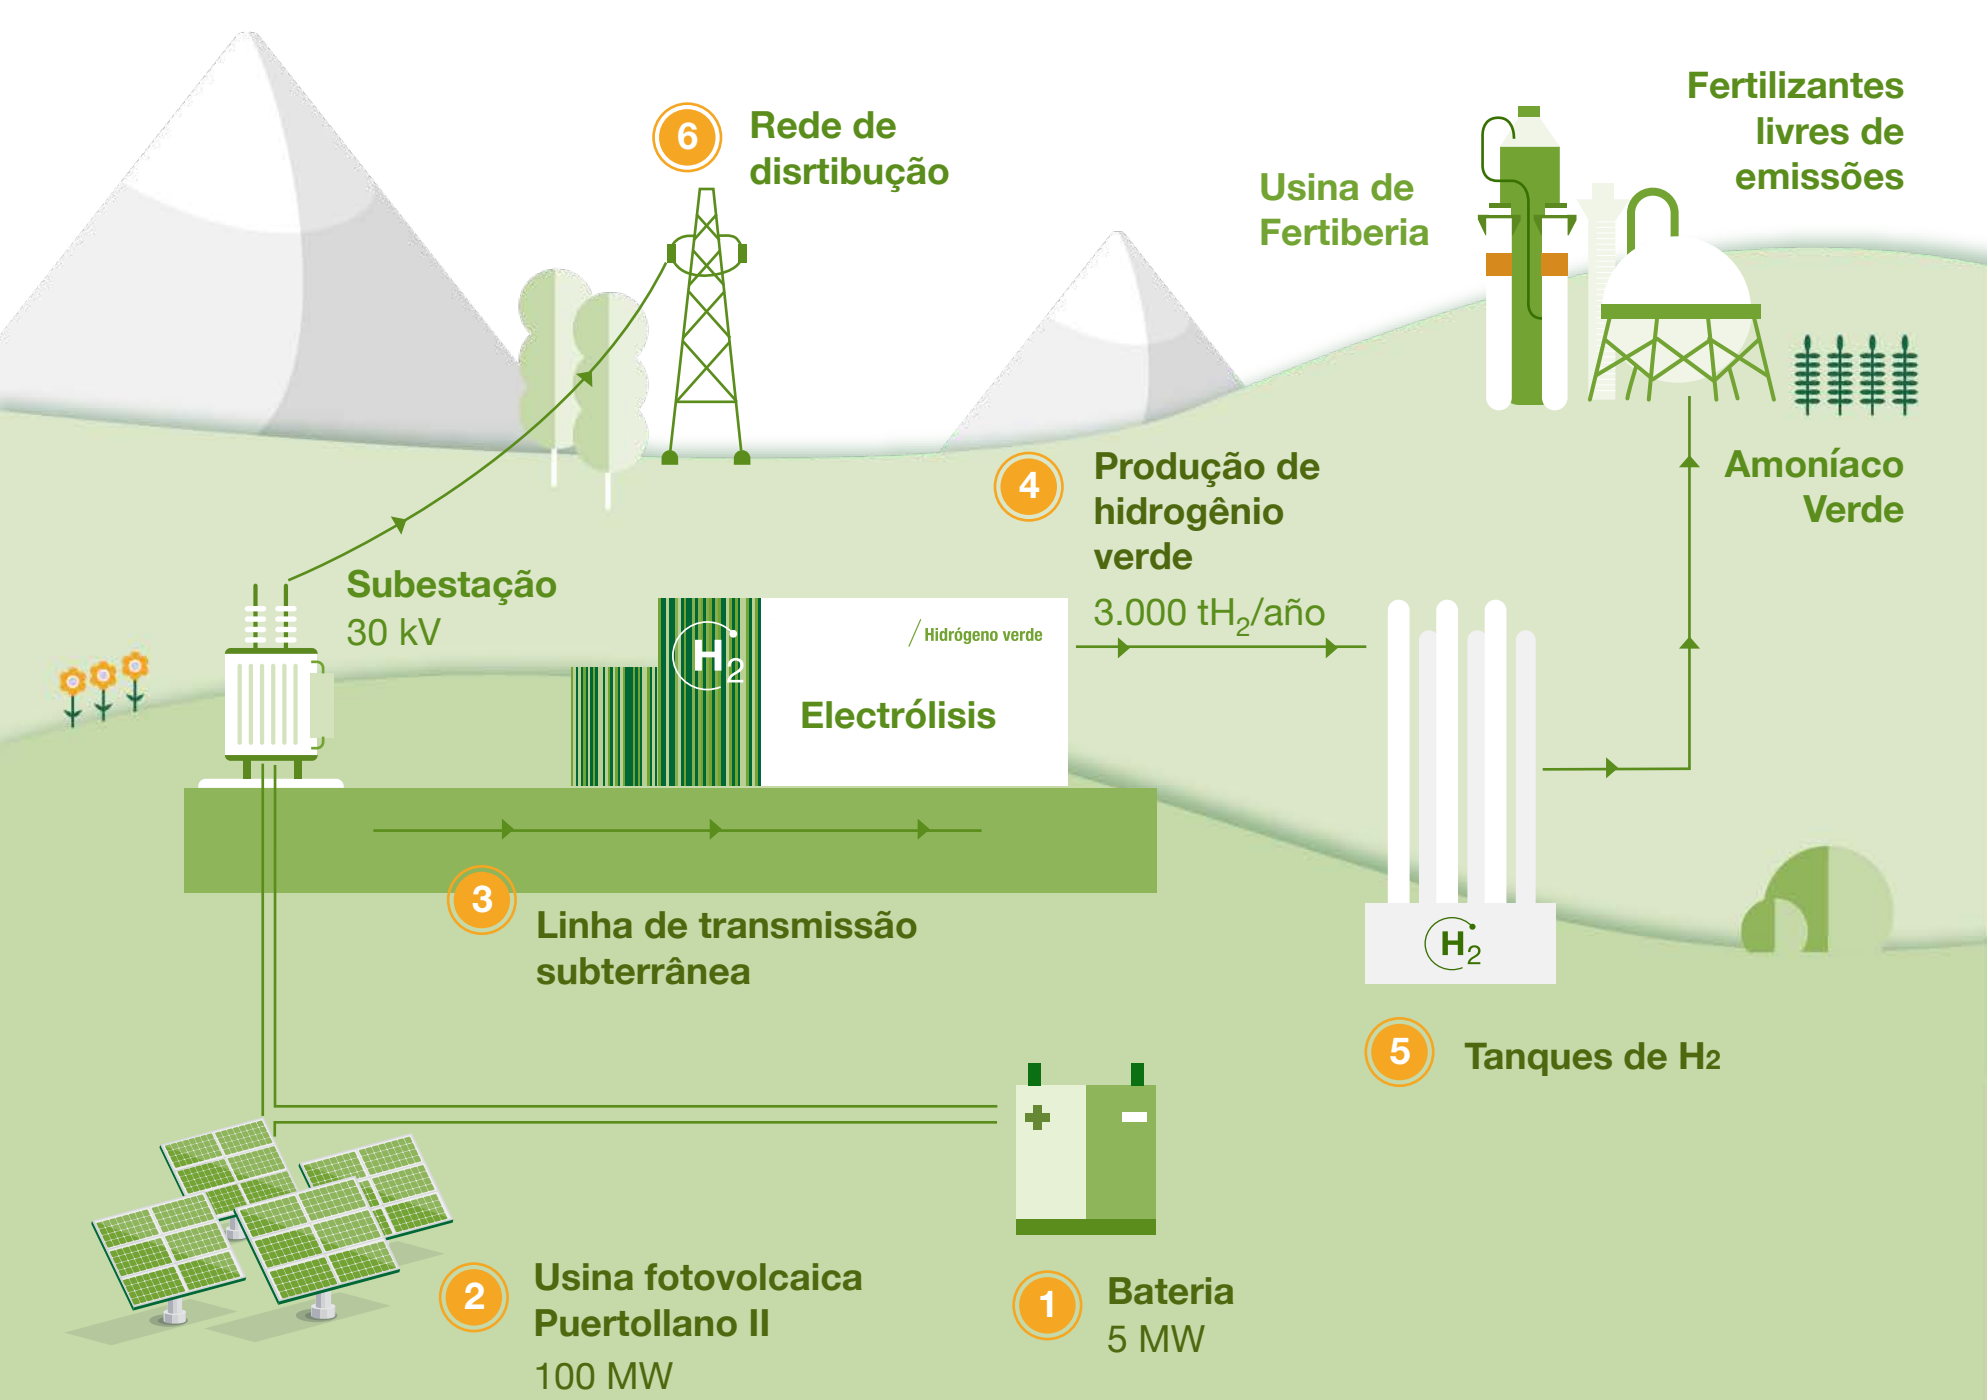 6
Rede de
disrtibução
Fertilizantes
livres de
emissões
Usina de
Fertiberia
4
Produção de
hidrogênio
verde
3.000 tH₂/año
Amoníaco
Verde
Subestação
30 kV
H₂
/ Hidrógeno verde
Electrólisis
3
Linha de transmissão
subterrânea
H₂
5
Tanques de H2
2
Usina fotovolcaica
Puertollano II
100 MW
1
Bateria
5 MW